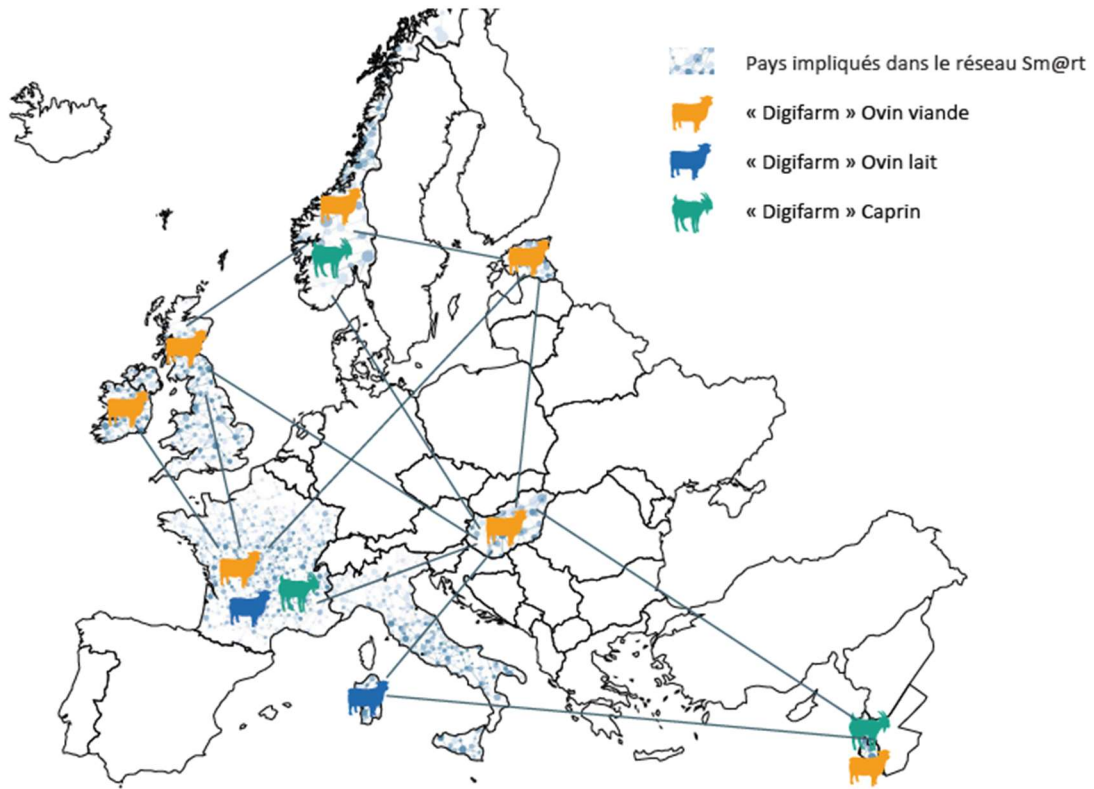 Pays impliqués dans le réseau Sm@rt
« Digifarm » Ovin viande
« Digifarm » Ovin lait
« Digifarm » Caprin